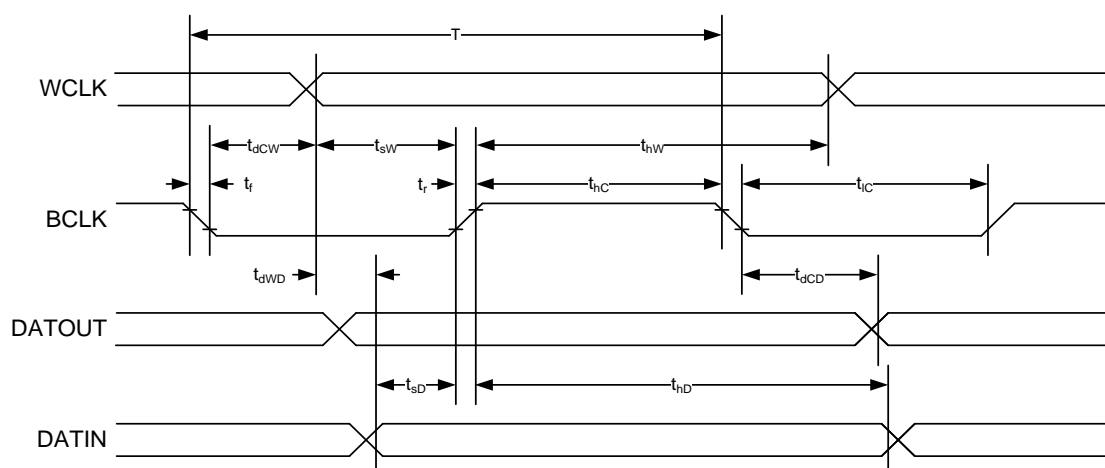 T
WCLK
tdCW
tsW
thW
tf
tr
thC
tlC
BCLK
tdWD
tdCD
DATOUT
tsD
thD
DATIN